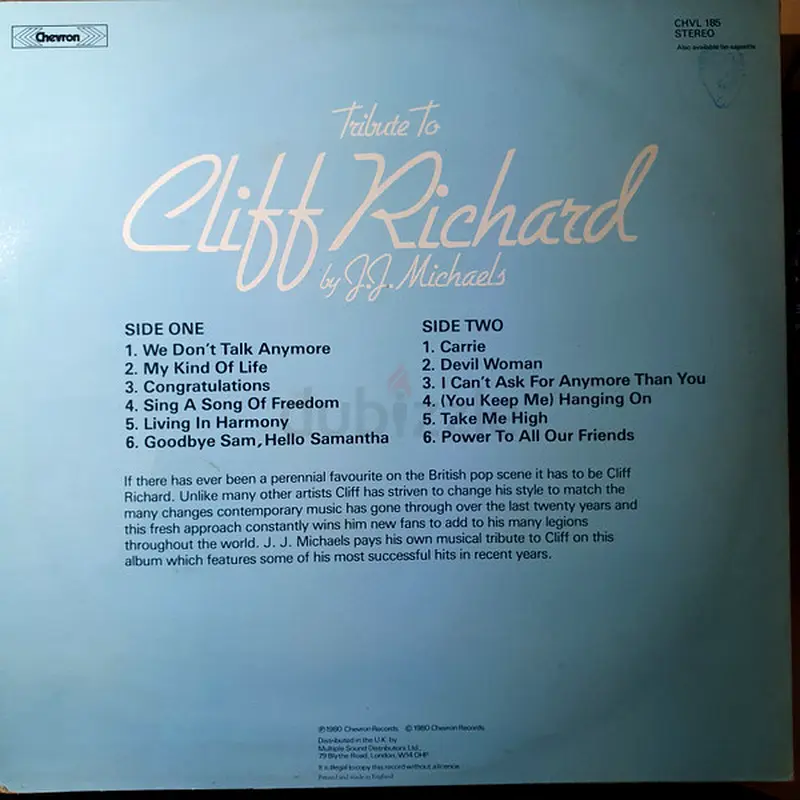 Chevron
CHVL 185
STEREO
Also available on cassette
Tribute To
Cliff Richard
by J.J. Michaels
SIDE ONE
1. We Don't Talk Anymore
2. My Kind Of Life
3. Congratulations
4. Sing A Song Of Freedom
5. Living In Harmony
6. Goodbye Sam, Hello Samantha
SIDE TWO
1. Carrie
2. Devil Woman
3. I Can't Ask For Anymore Than You
4. (You Keep Me) Hanging On
5. Take Me High
6. Power To All Our Friends
dubizzle
If there has ever been a perennial favourite on the British pop scene it has to be Cliff
Richard. Unlike many other artists Cliff has striven to change his style to match the
many changes contemporary music has gone through over the last twenty years and
this fresh approach constantly wins him new fans to add to his many legions
throughout the world. J. J. Michaels pays his own musical tribute to Cliff on this
album which features some of his most successful hits in recent years.
℗1980 Chevron Records © 1980 Chevron Records
Distributed in the U.K. by
Multiple Sound Distributors Ltd.,
79 Blythe Road, London, W14 0HP
It is illegal to copy this record without a licence.
Printed and made in England